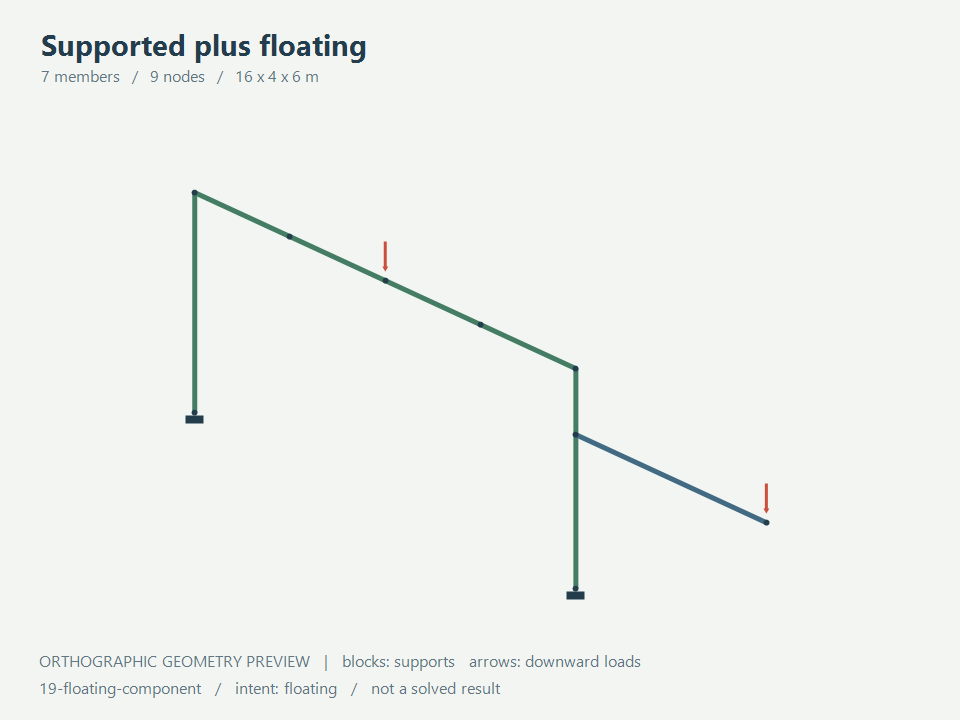 Supported plus floating
7 members / 9 nodes / 16 x 4 x 6 m
ORTHOGRAPHIC GEOMETRY PREVIEW | blocks: supports arrows: downward loads
19-floating-component / intent: floating / not a solved result